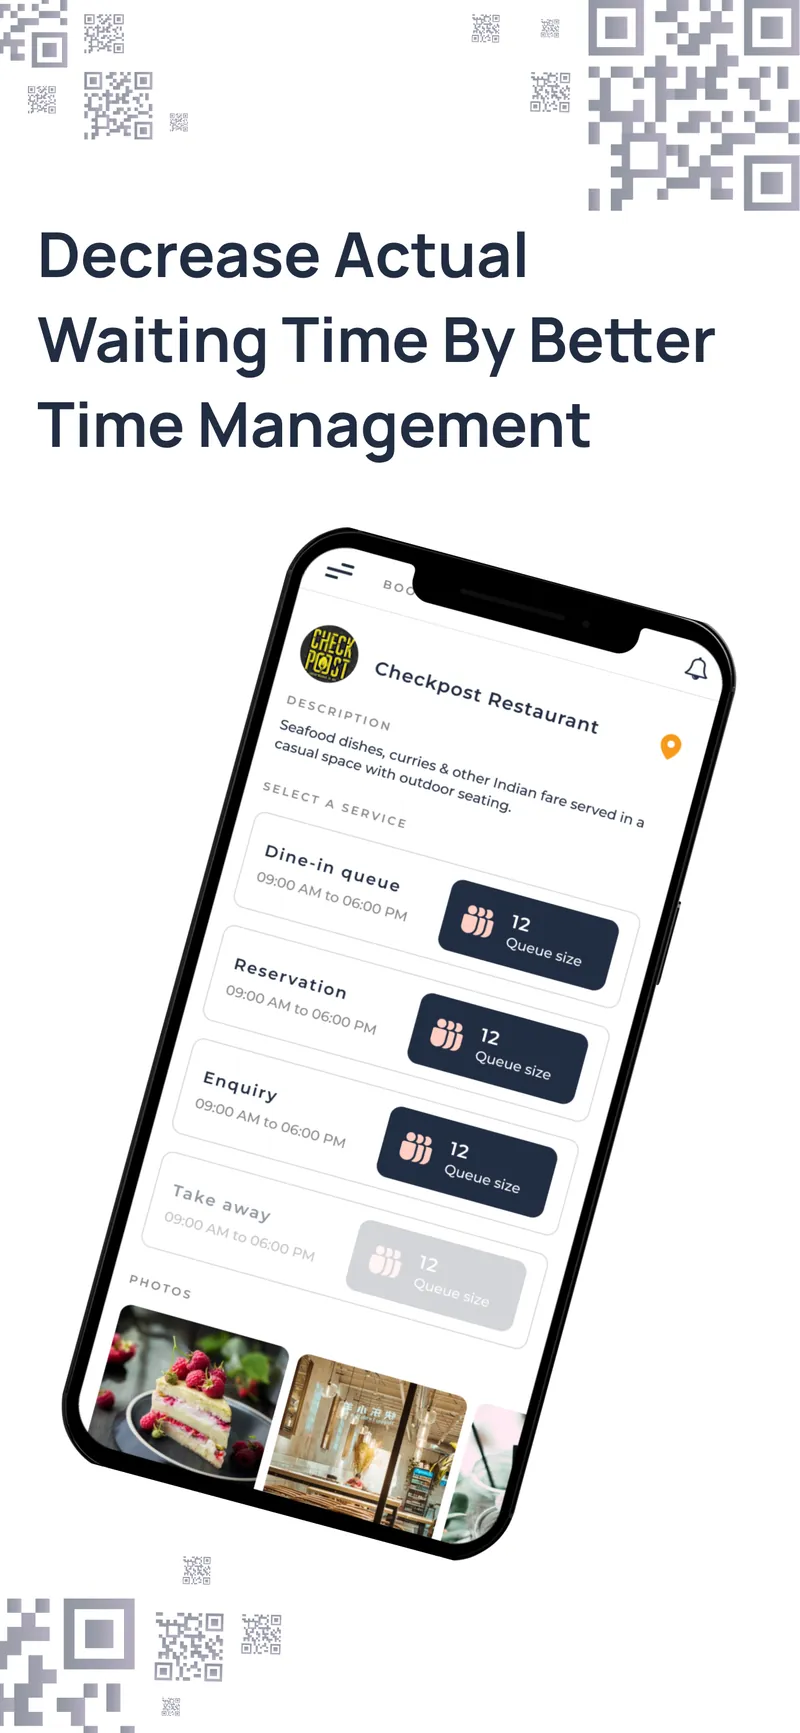 Decrease Actual
Waiting Time By Better
Time Management
BOO
CHECK
POST
Checkpost Restaurant
DESCRIPTION
Seafood dishes, curries & other Indian fare served in a
casual space with outdoor seating.
SELECT A SERVICE
Dine-in queue
09:00 AM to 06:00 PM
12
Queue size
Reservation
09:00 AM to 06:00 PM
12
Queue size
Enquiry
09:00 AM to 06:00 PM
12
Queue size
Take away
09:00 AM to 06:00 PM
12
Queue size
PHOTOS